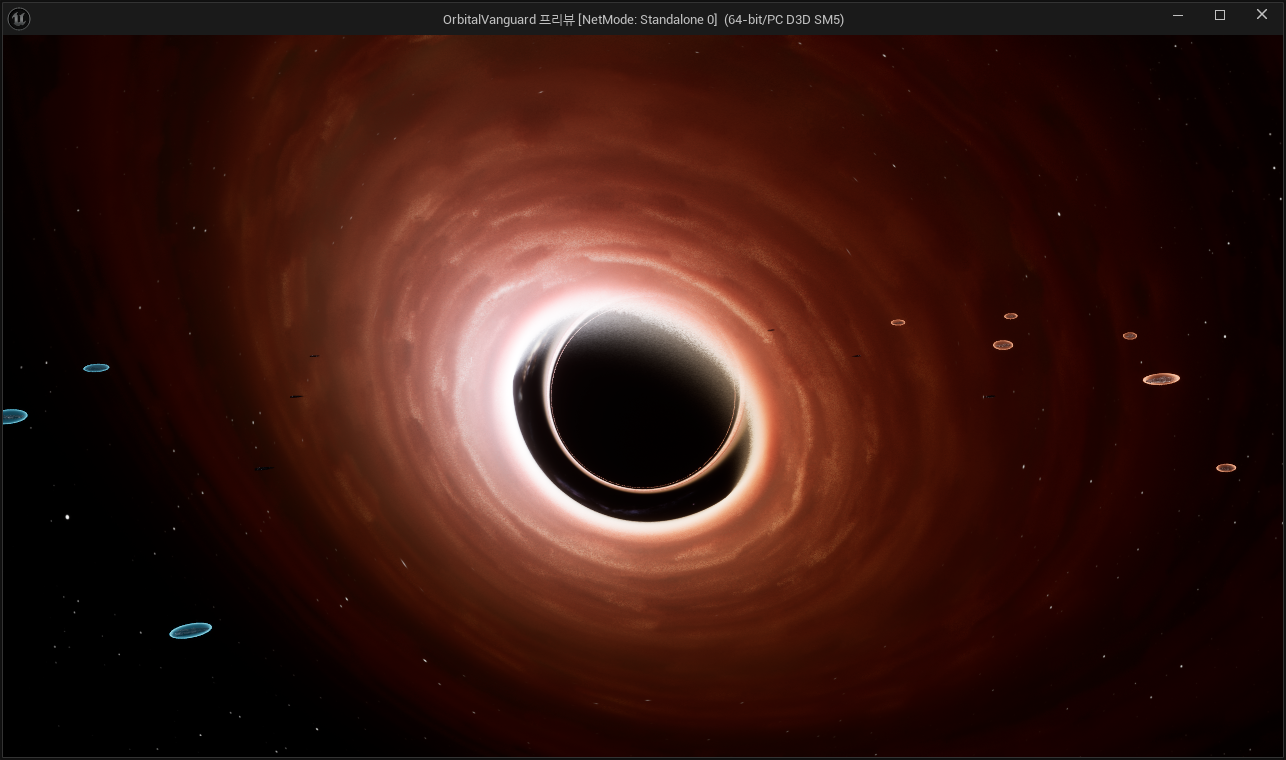 OrbitalVanguard 프리뷰 [NetMode: Standalone 0]  (64-bit/PC D3D SM5)